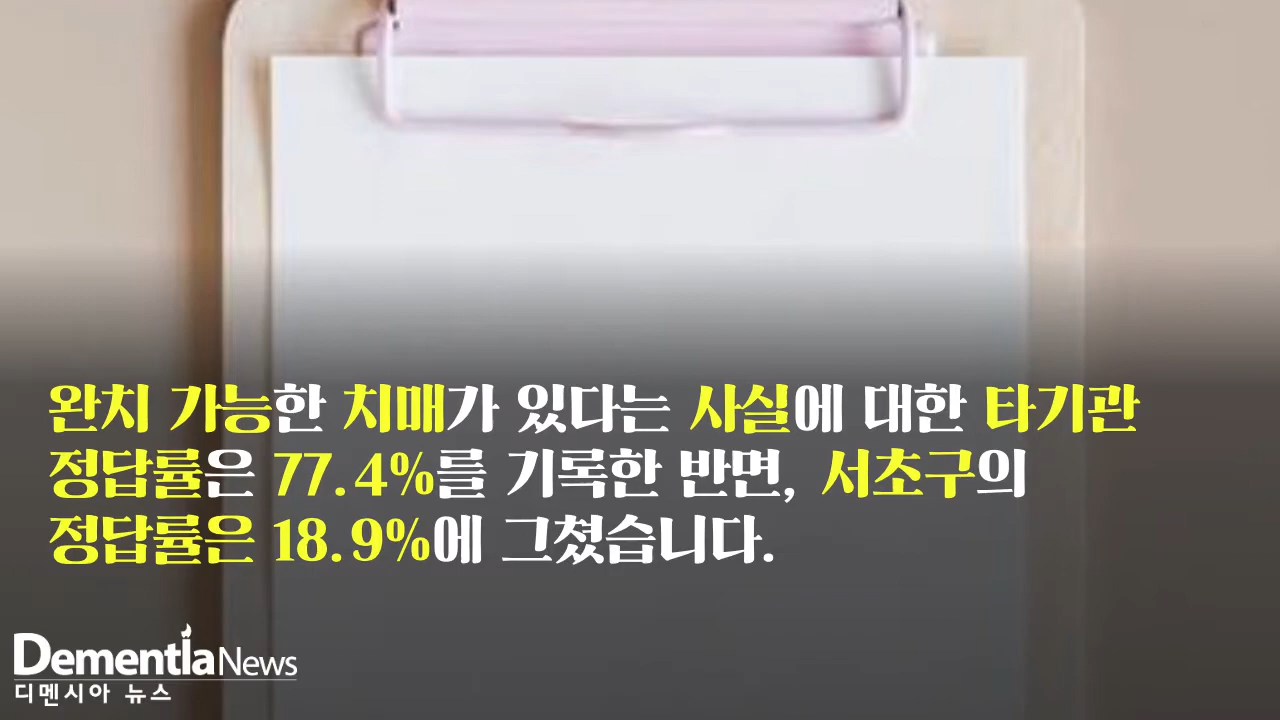 완치 가능한 치매가 있다는 사실에 대한 타기관
정답률은 77.4%를 기록한 반면, 서초구의
정답률은 18.9%에 그쳤습니다.
Dementia News
디멘시아 뉴스